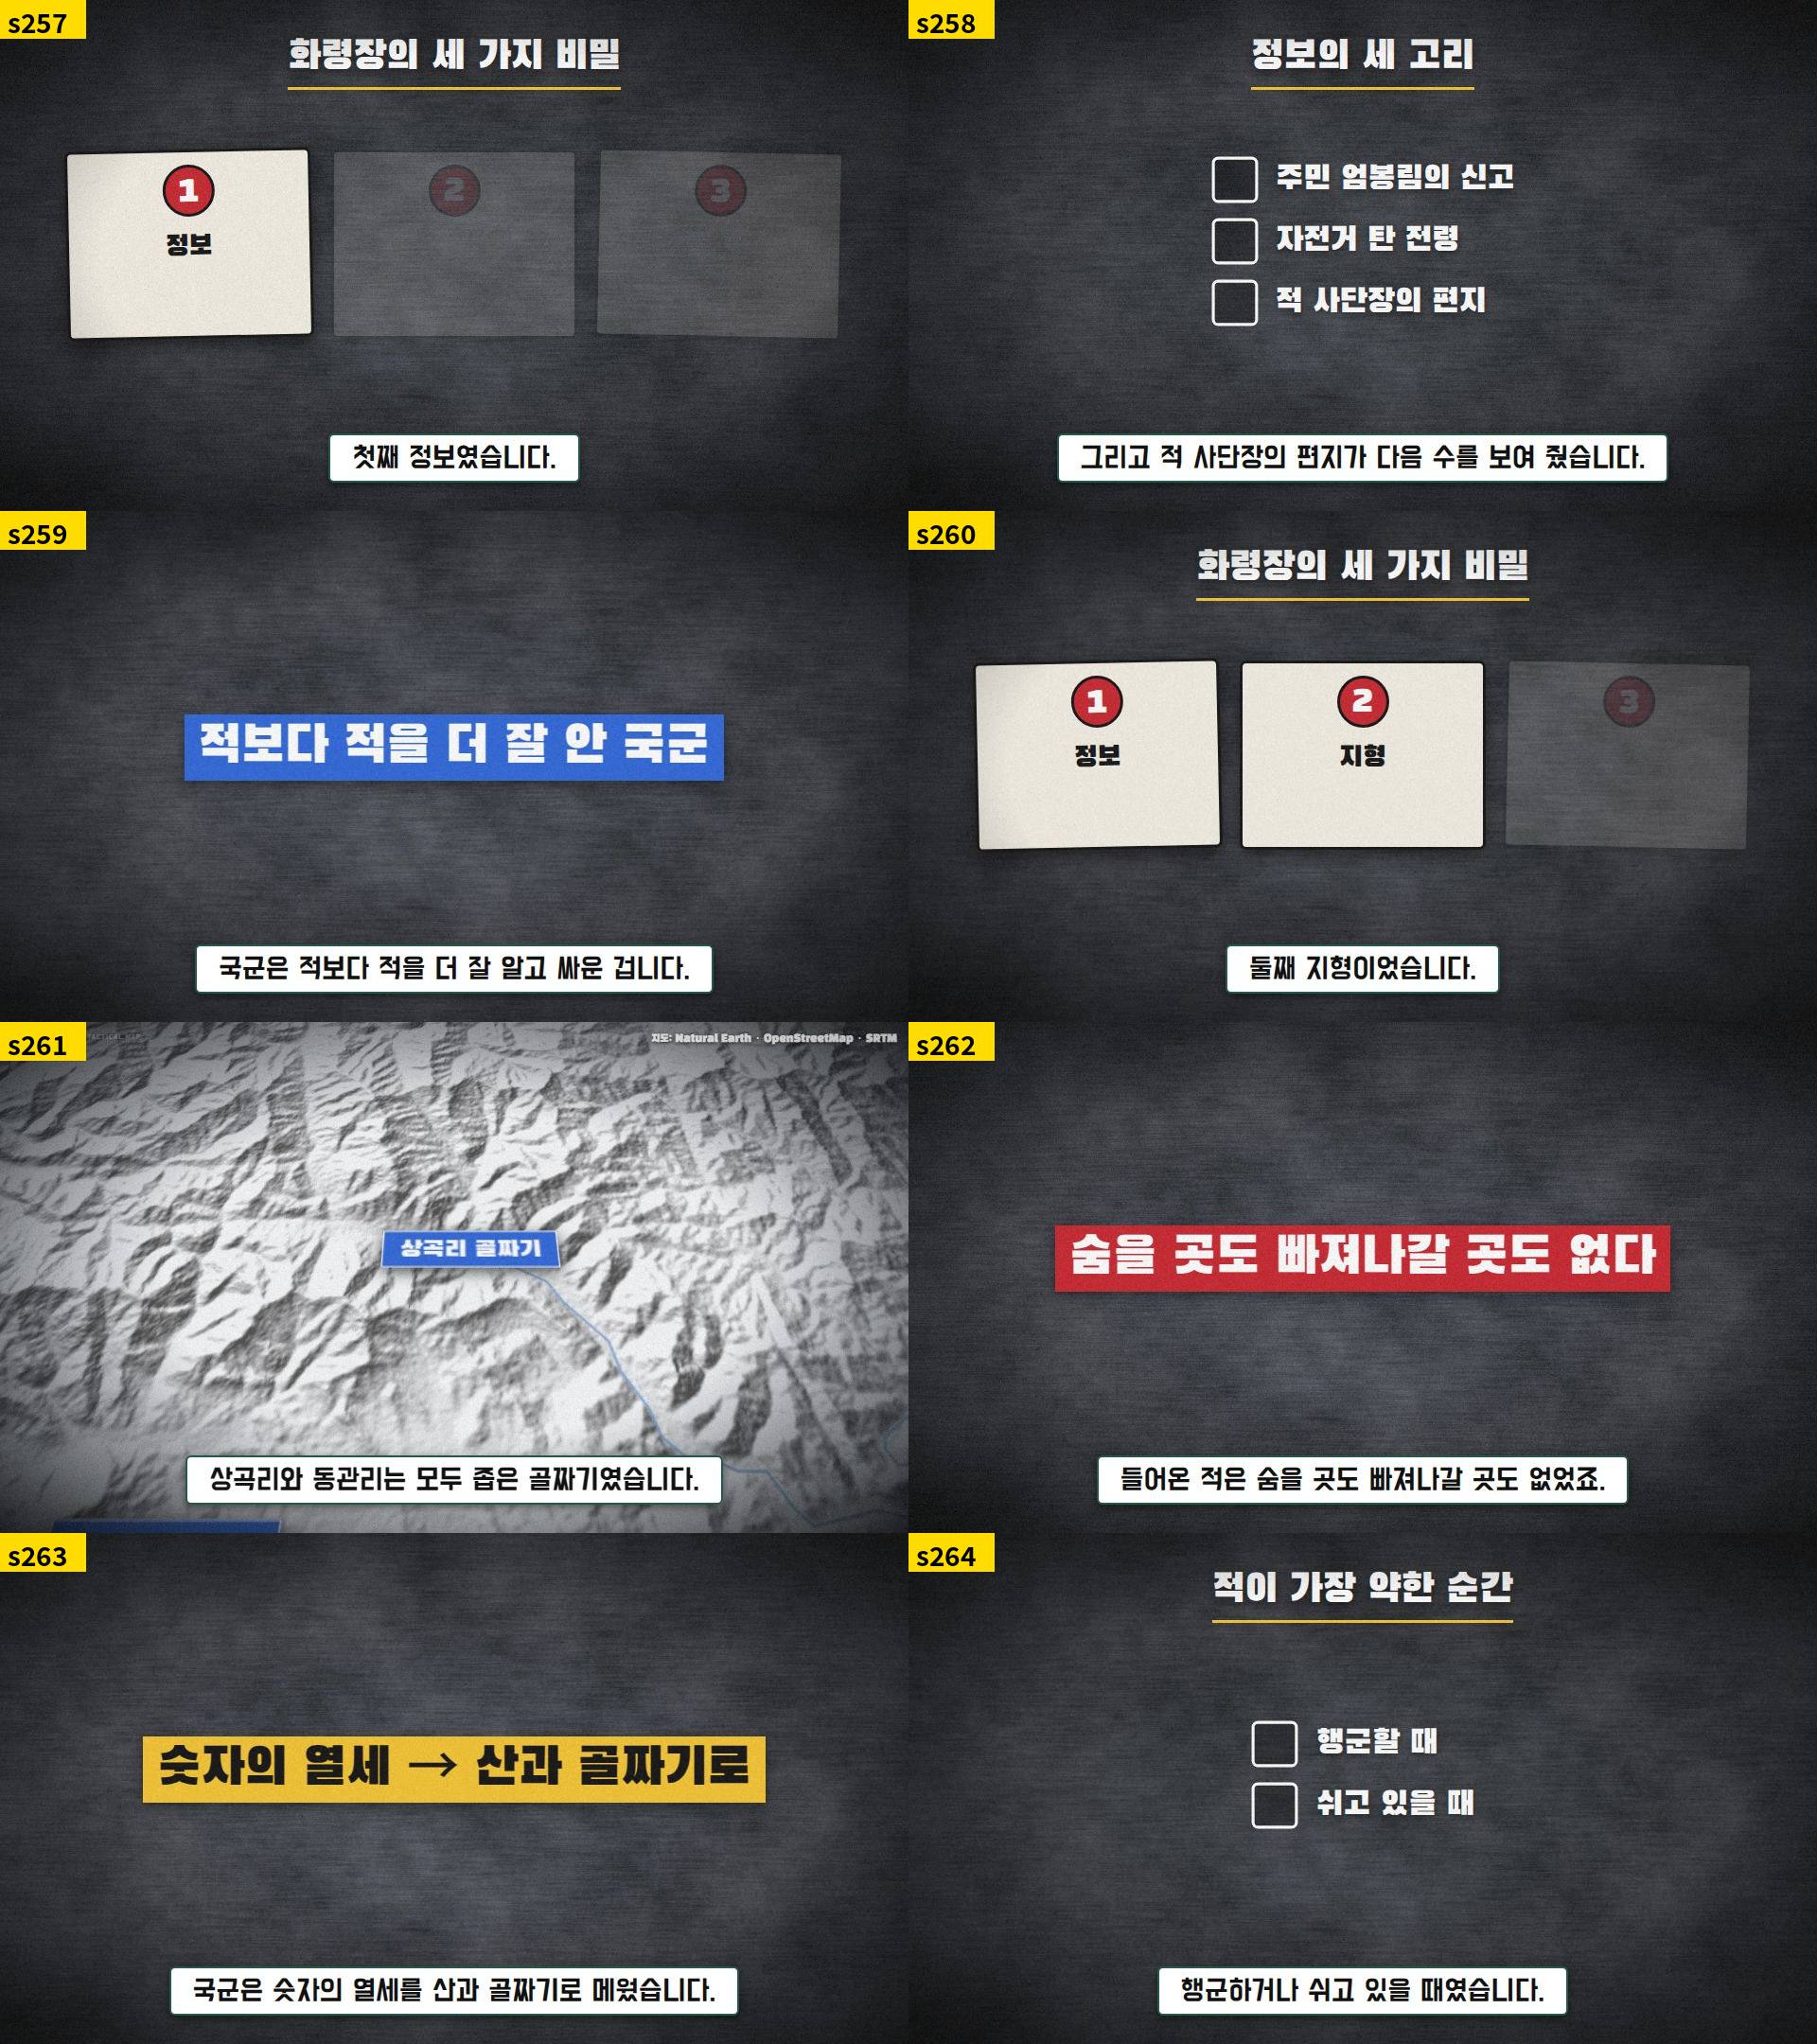 s257
화령장의 세 가지 비밀
1
2
3
정보
첫째 정보였습니다.
s258
정보의 세 고리
주민 엄봉림의 신고
자전거 탄 전령
적 사단장의 편지
그리고 적 사단장의 편지가 다음 수를 보여 줬습니다.
s259
적보다 적을 더 잘 안 국군
국군은 적보다 적을 더 잘 알고 싸운 겁니다.
s260
화령장의 세 가지 비밀
1
2
3
정보
지형
둘째 지형이었습니다.
s261
지도: Natural Earth · OpenStreetMap · SRTM
상곡리 골짜기
상곡리와 동관리는 모두 좁은 골짜기였습니다.
s262
숨을 곳도 빠져나갈 곳도 없다
들어온 적은 숨을 곳도 빠져나갈 곳도 없었죠.
s263
숫자의 열세 → 산과 골짜기로
국군은 숫자의 열세를 산과 골짜기로 메웠습니다.
s264
적이 가장 약한 순간
행군할 때
쉬고 있을 때
행군하거나 쉬고 있을 때였습니다.